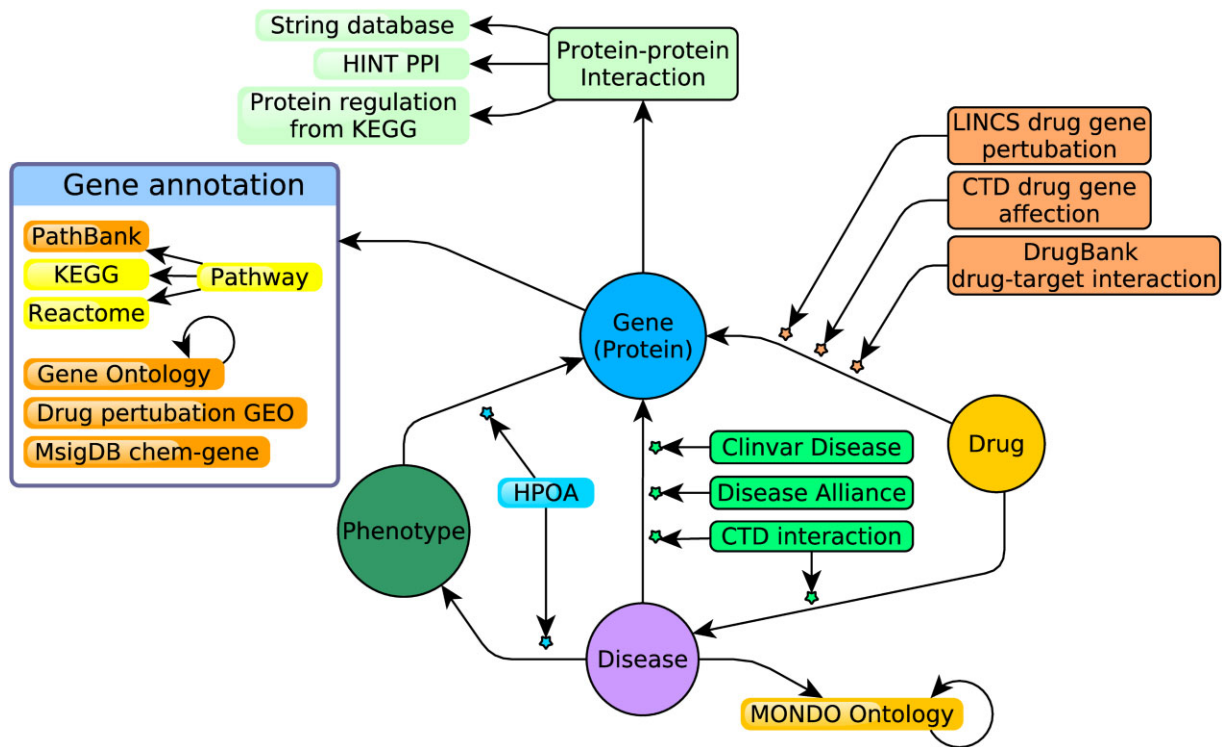 String database
HINT PPI
Protein regulation
from KEGG
Protein-protein
Interaction
LINCS drug gene
pertubation
CTD drug gene
affection
DrugBank
drug-target interaction
Gene annotation
PathBank
KEGG
Pathway
Reactome
Gene Ontology
Drug pertubation GEO
MsigDB chem-gene
Gene
(Protein)
Drug
Clinvar Disease
Disease Alliance
CTD interaction
HPOA
Phenotype
Disease
MONDO Ontology